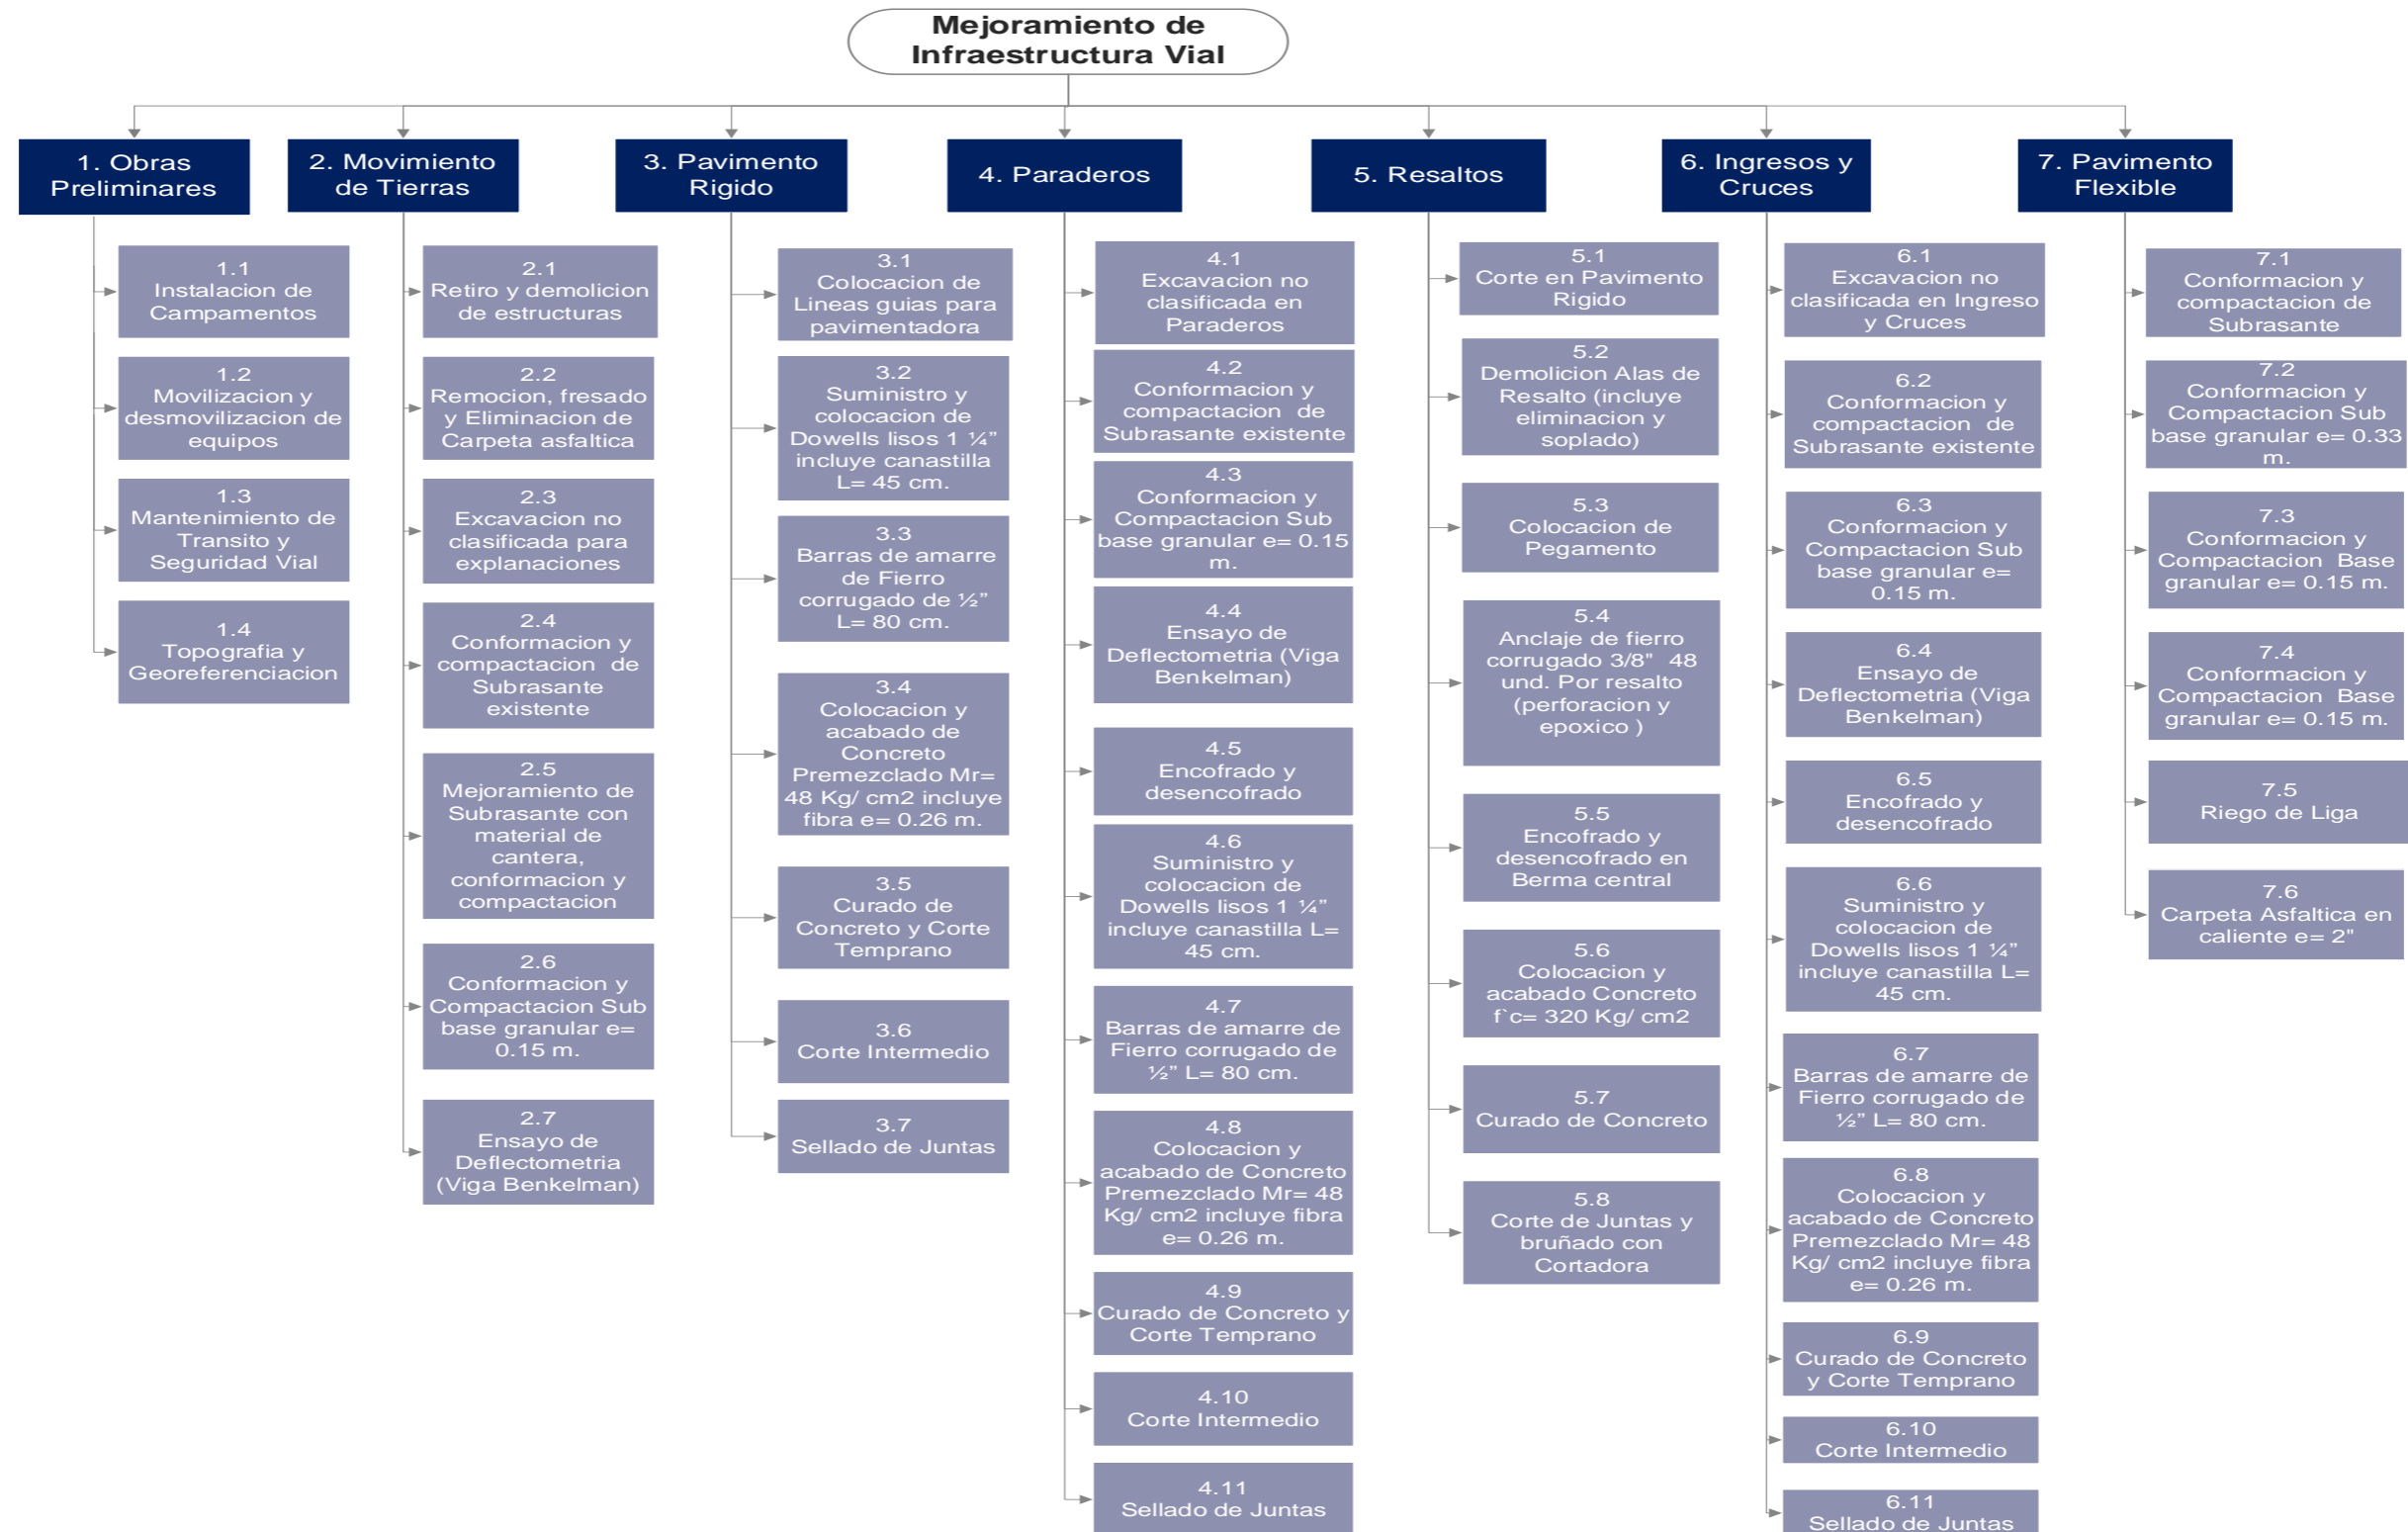 Mejoramiento de
Infraestructura Vial
1. Obras
Preliminares
1.1
Instalacion de
Campamentos
1.2
Movilizacion y
desmovilizacion de
equipos
1.3
Mantenimiento de
Transito y
Seguridad Vial
1.4
Topografia y
Georeferenciacion
2. Movimiento
de Tierras
2.1
Retiro y demolicion
de estructuras
2.2
Remocion, fresado
y Eliminacion de
Carpeta asfaltica
2.3
Excavacion no
clasificada para
explanaciones
2.4
Conformacion y
compactacion de
Subrasante
existente
2.5
Mejoramiento de
Subrasante con
material de
cantera,
conformacion y
compactacion
2.6
Conformacion y
Compactacion Sub
base granular e=
0.15 m.
2.7
Ensayo de
Deflectometria
(Viga Benkelman)
3. Pavimento
Rigido
3.1
Colocacion de
Lineas guias para
pavimentadora
3.2
Suministro y
colocacion de
Dowells lisos 1 ¼”
incluye canastilla
L= 45 cm.
3.3
Barras de amarre
de Fierro
corrugado de ½”
L= 80 cm.
3.4
Colocacion y
acabado de
Concreto
Premezclado Mr=
48 Kg/ cm2 incluye
fibra e= 0.26 m.
3.5
Curado de
Concreto y Corte
Temprano
3.6
Corte Intermedio
3.7
Sellado de Juntas
4. Paraderos
4.1
Excavacion no
clasificada en
Paraderos
4.2
Conformacion y
compactacion de
Subrasante existente
4.3
Conformacion y
Compactacion Sub
base granular e= 0.15
m.
4.4
Ensayo de
Deflectometria (Viga
Benkelman)
4.5
Encofrado y
desencofrado
4.6
Suministro y
colocacion de
Dowells lisos 1 ¼”
incluye canastilla L=
45 cm.
4.7
Barras de amarre de
Fierro corrugado de
½” L= 80 cm.
4.8
Colocacion y
acabado de Concreto
Premezclado Mr= 48
Kg/ cm2 incluye fibra
e= 0.26 m.
4.9
Curado de Concreto y
Corte Temprano
4.10
Corte Intermedio
4.11
Sellado de Juntas
5. Resaltos
5.1
Corte en Pavimento
Rigido
5.2
Demolicion Alas de
Resalto (incluye
eliminacion y
soplado)
5.3
Colocacion de
Pegamento
5.4
Anclaje de fierro
corrugado 3/8" 48
und. Por resalto
(perforacion y
epoxico )
5.5
Encofrado y
desencofrado en
Berma central
5.6
Colocacion y
acabado Concreto
f`c= 320 Kg/ cm2
5.7
Curado de Concreto
5.8
Corte de Juntas y
bruñado con
Cortadora
6. Ingresos y
Cruces
6.1
Excavacion no
clasificada en Ingreso
y Cruces
6.2
Conformacion y
compactacion de
Subrasante existente
6.3
Conformacion y
Compactacion Sub
base granular e=
0.15 m.
6.4
Ensayo de
Deflectometria (Viga
Benkelman)
6.5
Encofrado y
desencofrado
6.6
Suministro y
colocacion de
Dowells lisos 1 ¼”
incluye canastilla L=
45 cm.
6.7
Barras de amarre de
Fierro corrugado de
½” L= 80 cm.
6.8
Colocacion y
acabado de Concreto
Premezclado Mr= 48
Kg/ cm2 incluye fibra
e= 0.26 m.
6.9
Curado de Concreto
y Corte Temprano
6.10
Corte Intermedio
6.11
Sellado de Juntas
7. Pavimento
Flexible
7.1
Conformacion y
compactacion de
Subrasante
7.2
Conformacion y
Compactacion Sub
base granular e= 0.33
m.
7.3
Conformacion y
Compactacion Base
granular e= 0.15 m.
7.4
Conformacion y
Compactacion Base
granular e= 0.15 m.
7.5
Riego de Liga
7.6
Carpeta Asfaltica en
caliente e= 2"